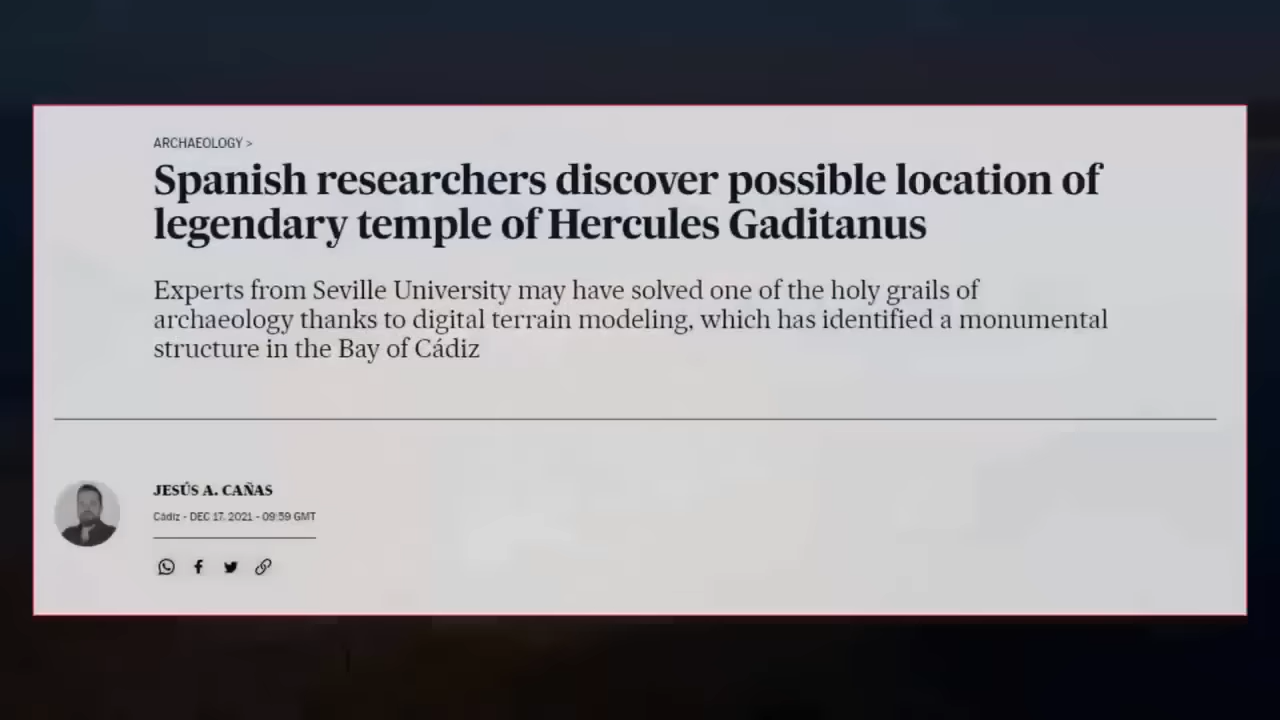 ARCHAEOLOGY >
Spanish researchers discover possible location of
legendary temple of Hercules Gaditanus
Experts from Seville University may have solved one of the holy grails of
archaeology thanks to digital terrain modeling, which has identified a monumental
structure in the Bay of Cádiz
JESÚS A. CAÑAS
Cádiz - DEC 17, 2021 - 09:59 GMT